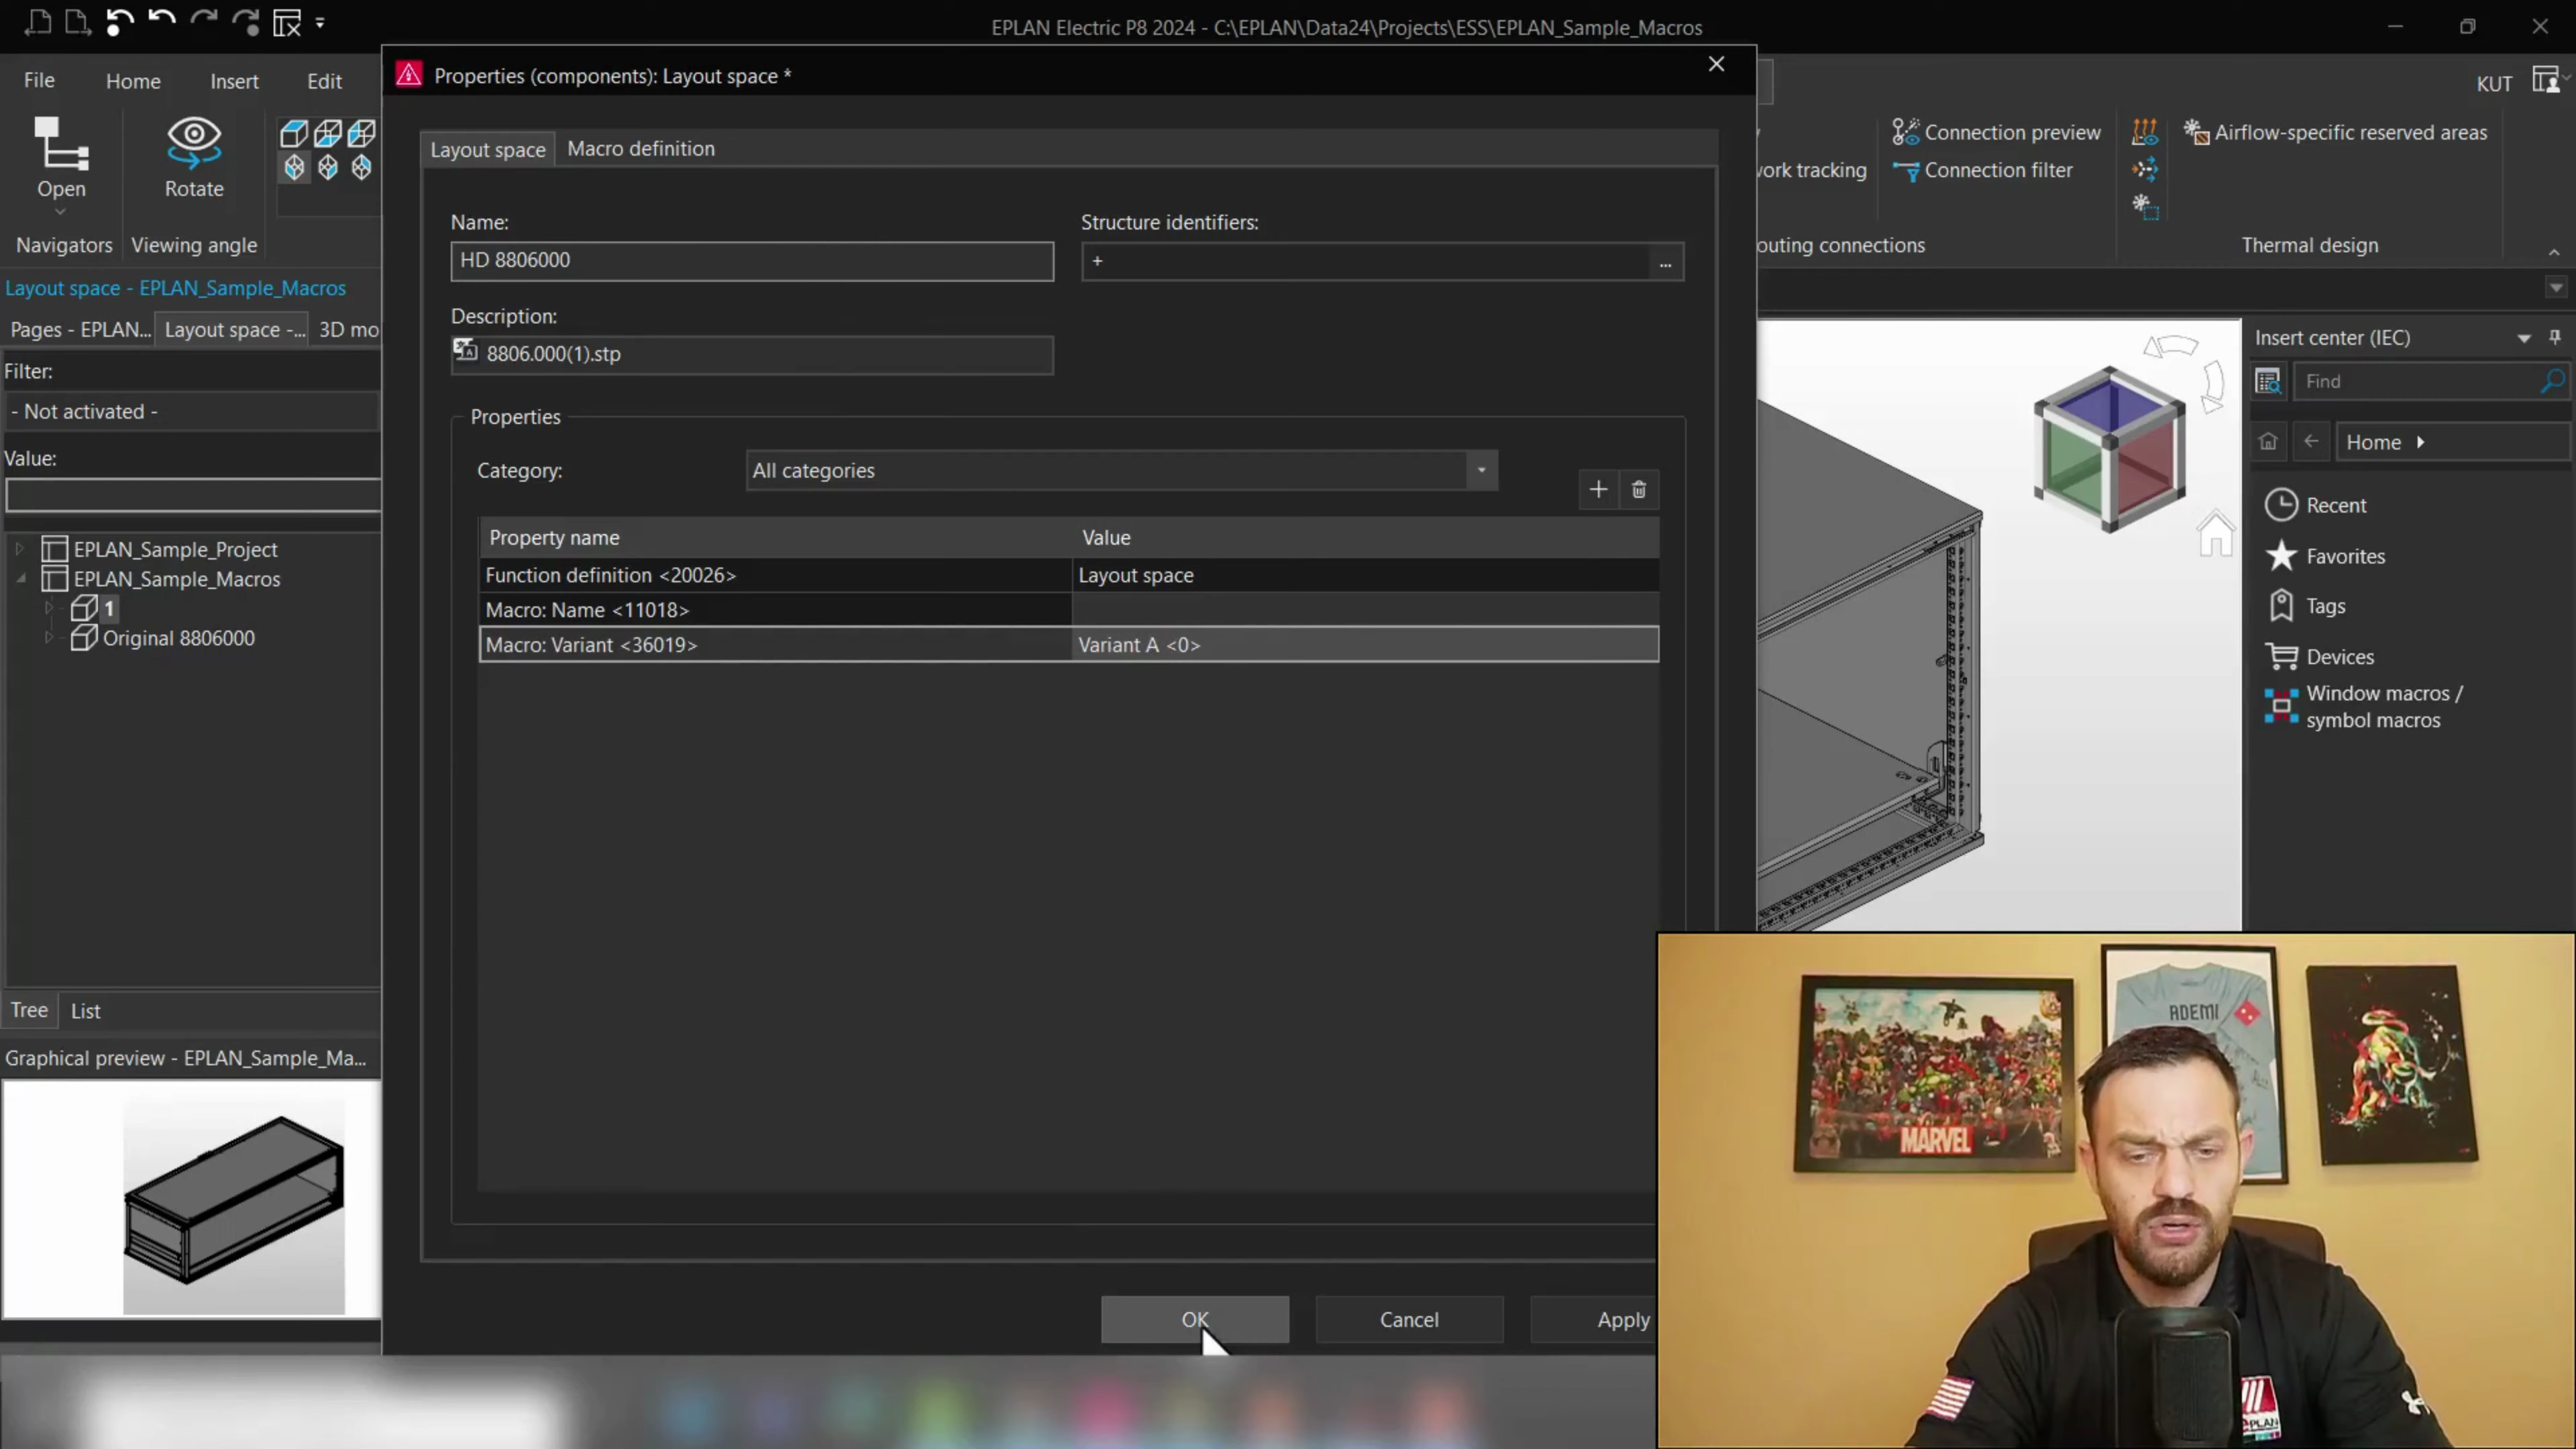 EPLAN Electric P8 2024 - C:\EPLAN\Data24\Projects\ESS\EPLAN_Sample_Macros
File
Home
Insert
Edit
KUT
Open
Rotate
Navigators
Viewing angle
Properties (components): Layout space *
Connection preview
Connection filter
ork tracking
outing connections
Airflow-specific reserved areas
Thermal design
Layout space - EPLAN_Sample_Macros
Pages - EPLAN...
Layout space -...
3D mo
Filter:
- Not activated -
Value:
EPLAN_Sample_Project
EPLAN_Sample_Macros
1
Original 8806000
Tree
List
Graphical preview - EPLAN_Sample_Ma...
Layout space
Macro definition
Name:
HD 8806000
Structure identifiers:
+
...
Description:
8806.000(1).stp
Properties
Category:
All categories
Property name
Value
Function definition <20026>
Layout space
Macro: Name <11018>
Macro: Variant <36019>
Variant A <0>
OK
Cancel
Apply
Insert center (IEC)
Find
Home
Recent
Favorites
Tags
Devices
Window macros /
symbol macros
MARVEL
RDEMI